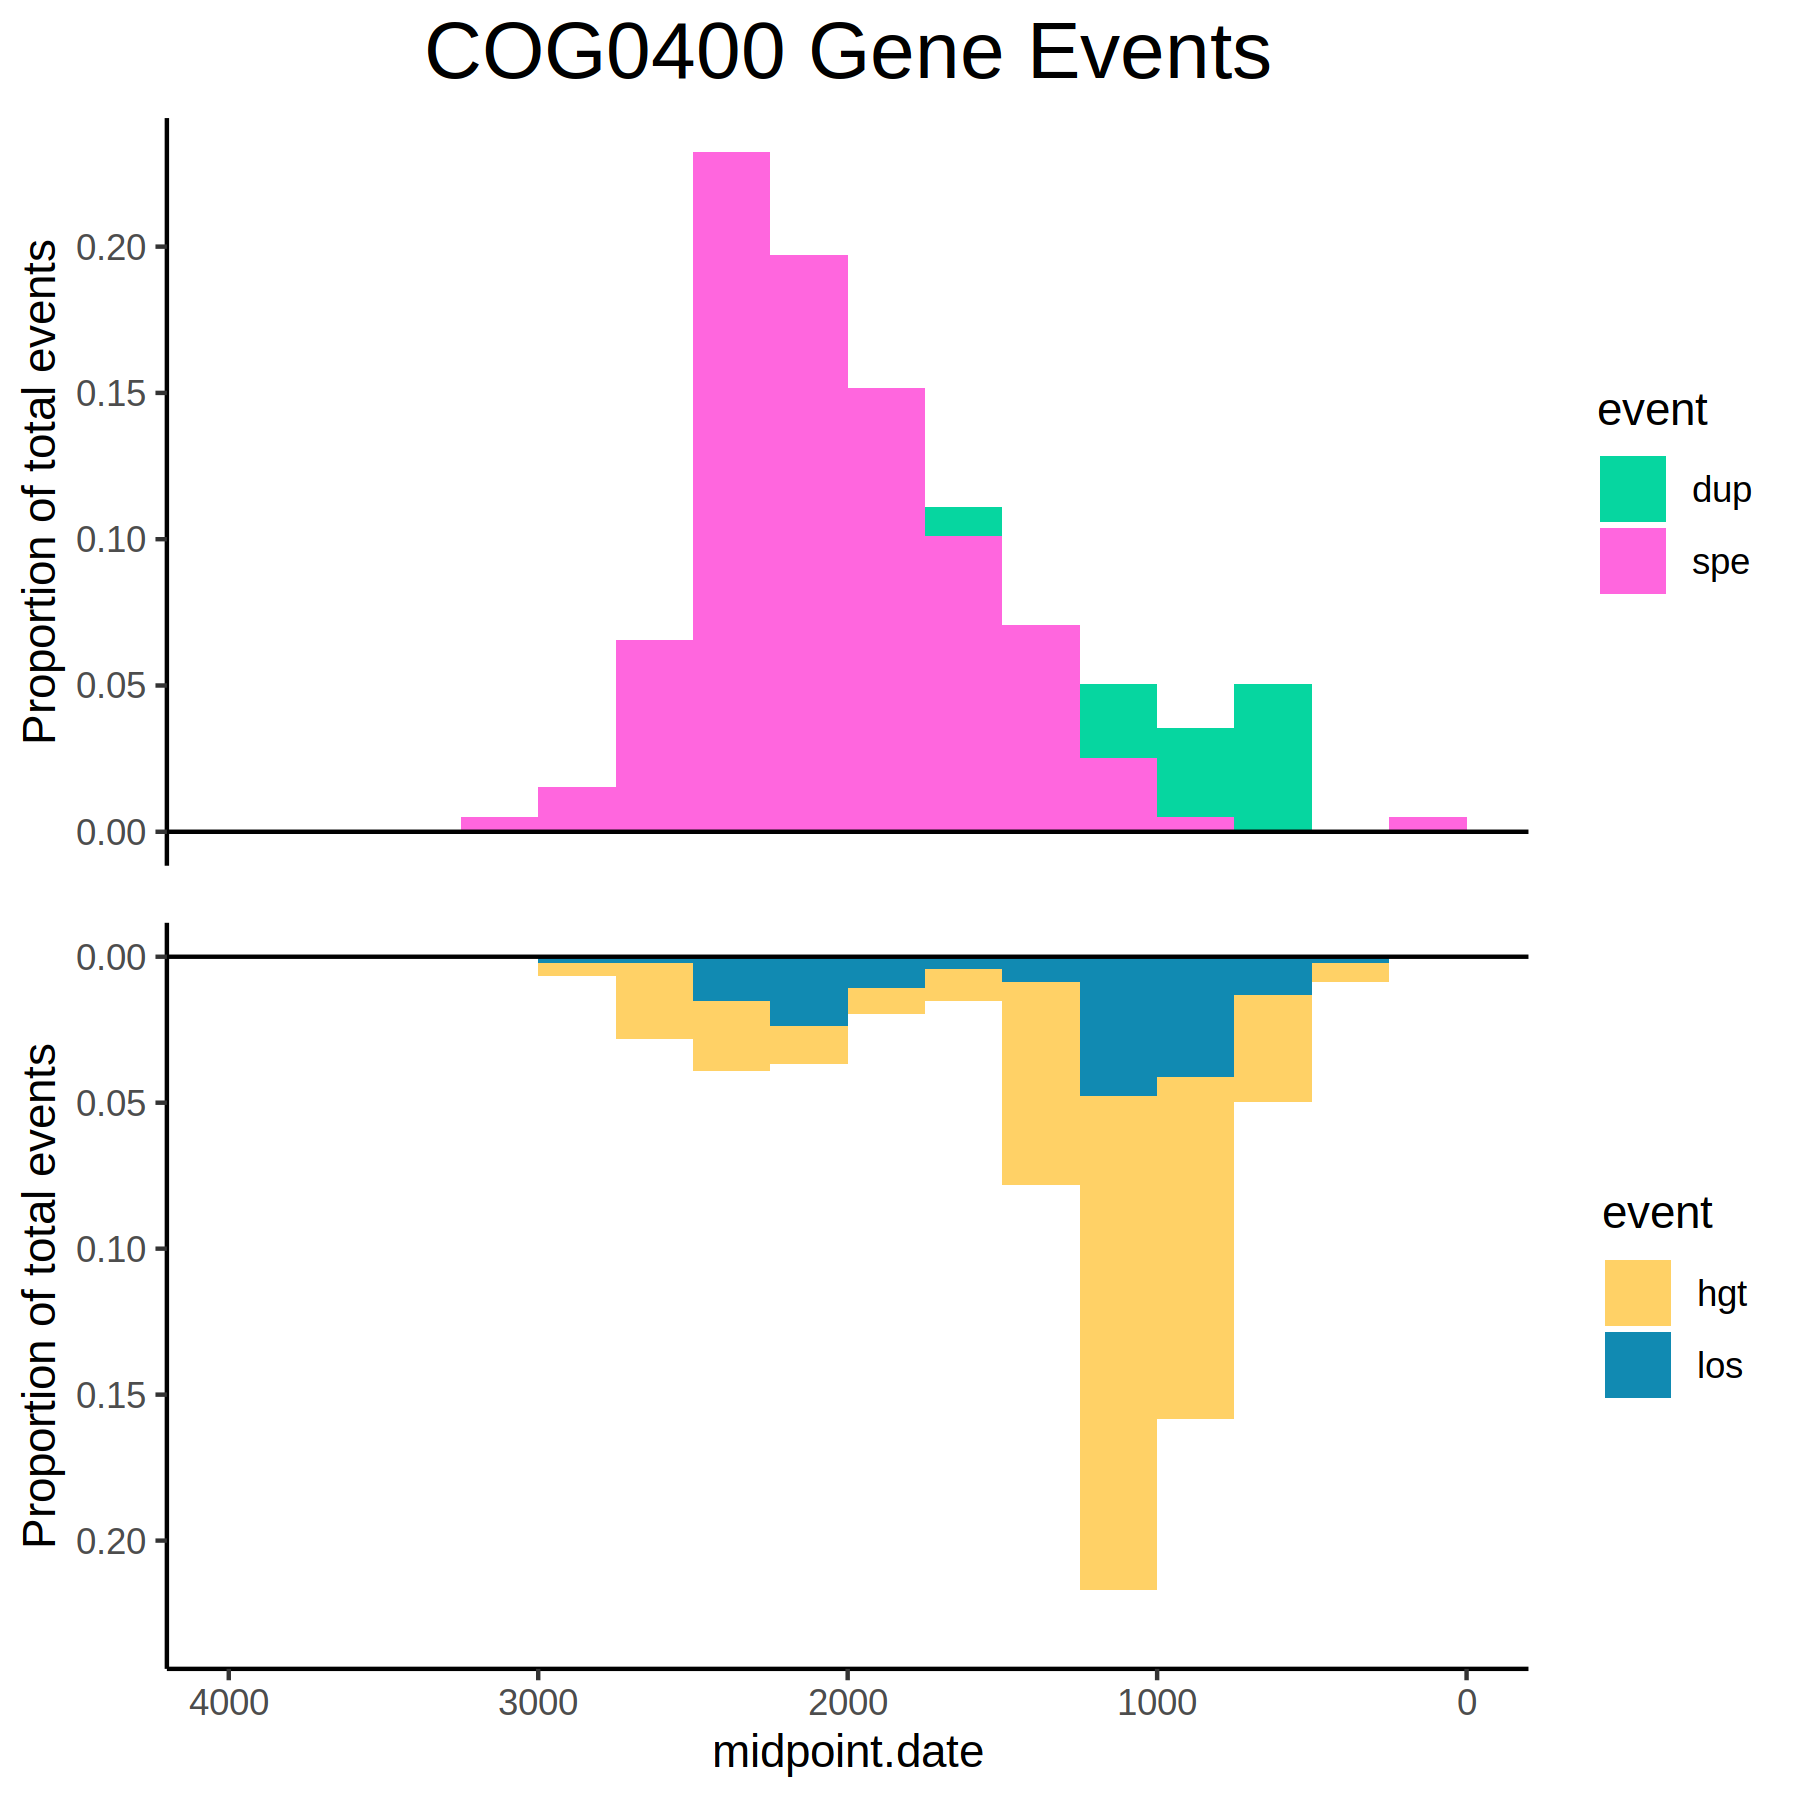 COG0400 Gene Events
Proportion of total events
0.20
0.15
0.10
0.05
0.00
event
dup
spe
Proportion of total events
0.00
0.05
0.10
0.15
0.20
event
hgt
los
4000 3000 2000 1000 0
midpoint.date